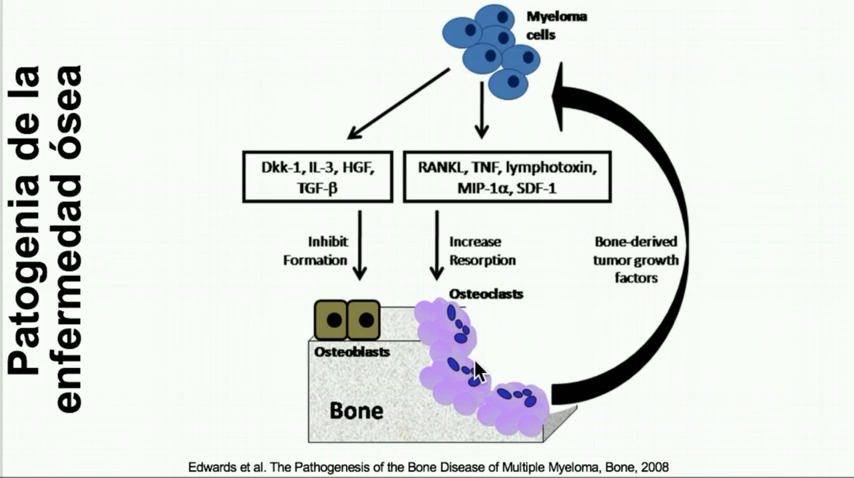 Patogenia de la
enfermedad ósea
Myeloma
cells
Dkk-1, IL-3, HGF,
TGF-β
RANKL, TNF, lymphotoxin,
MIP-1α, SDF-1
Inhibit
Formation
Increase
Resorption
Bone-derived
tumor growth
factors
Osteoclasts
Osteoblasts
Bone
Edwards et al. The Pathogenesis of the Bone Disease of Multiple Myeloma, Bone, 2008